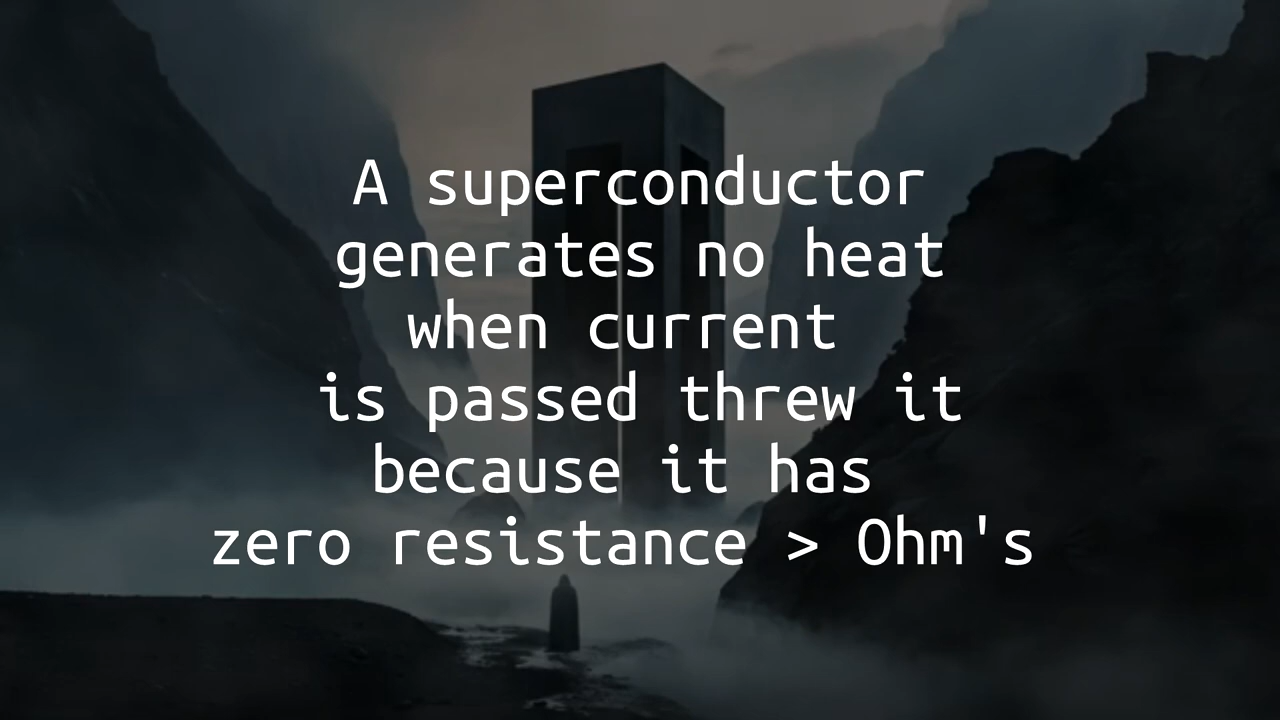 A superconductor
generates no heat
when current
is passed threw it
because it has
zero resistance > Ohm's